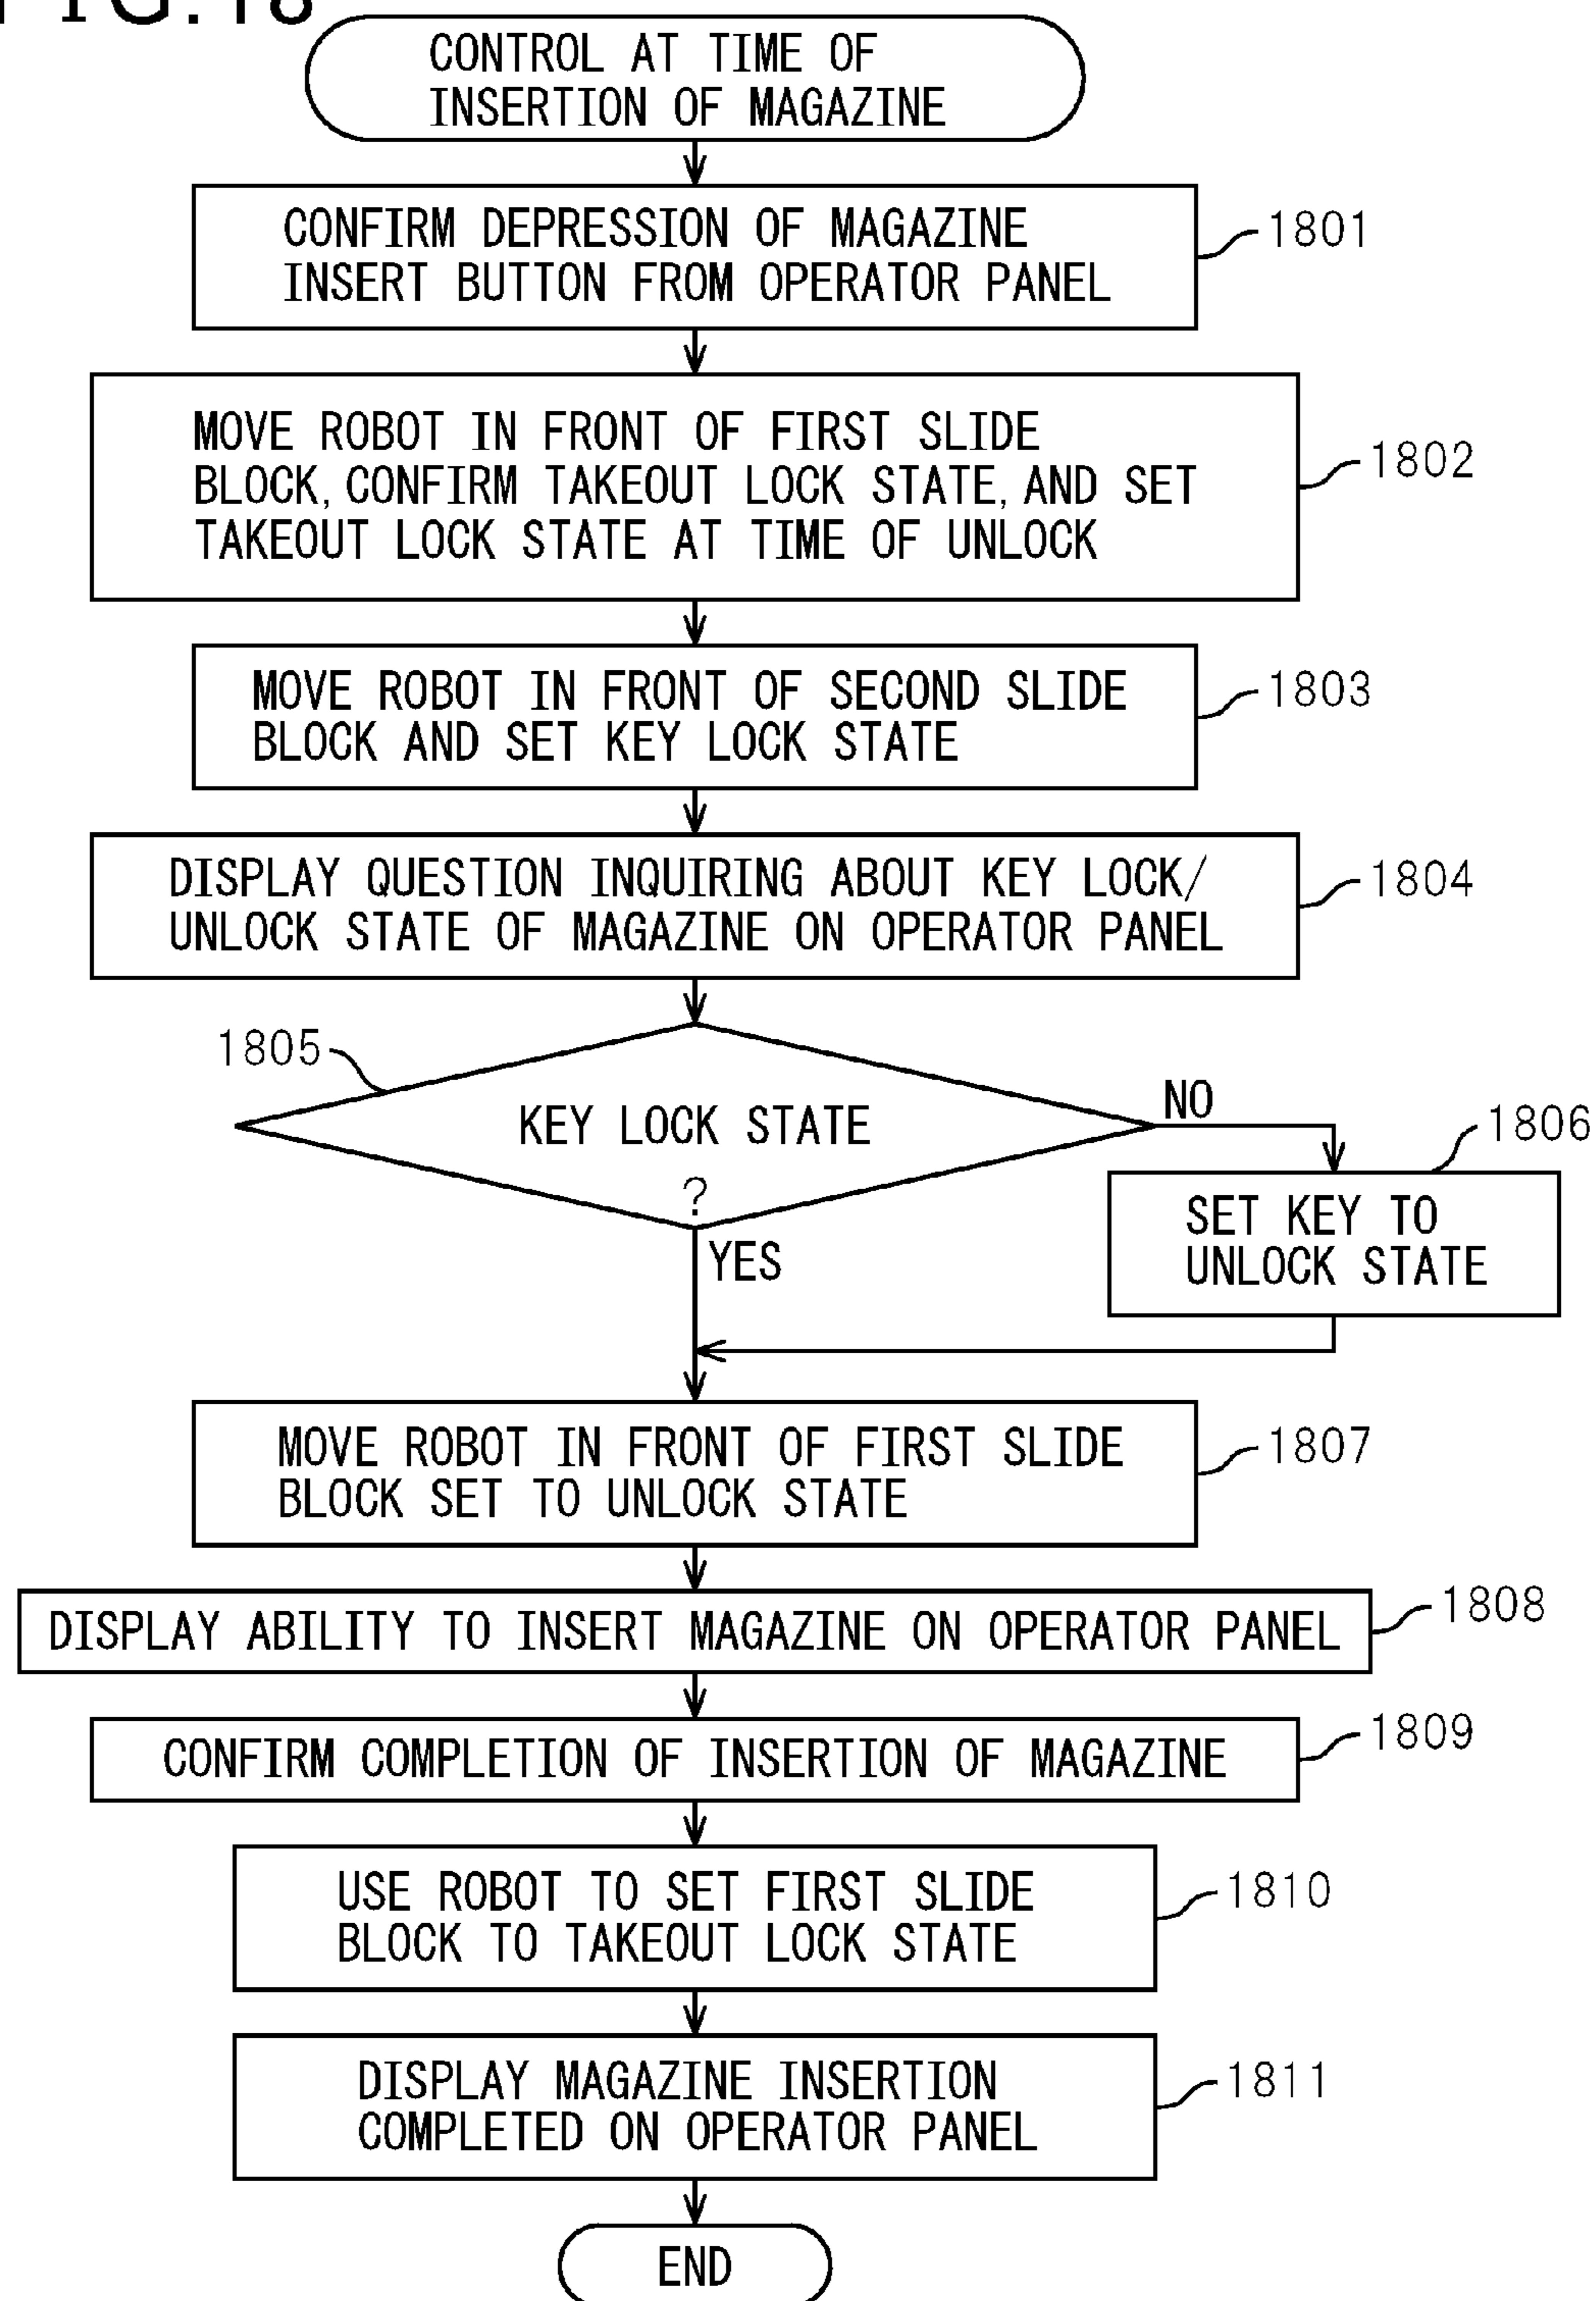 FIG.18
CONTROL AT TIME OF
INSERTION OF MAGAZINE
CONFIRM DEPRESSION OF MAGAZINE
INSERT BUTTON FROM OPERATOR PANEL
1801
MOVE ROBOT IN FRONT OF FIRST SLIDE
BLOCK, CONFIRM TAKEOUT LOCK STATE, AND SET
TAKEOUT LOCK STATE AT TIME OF UNLOCK
1802
MOVE ROBOT IN FRONT OF SECOND SLIDE
BLOCK AND SET KEY LOCK STATE
1803
DISPLAY QUESTION INQUIRING ABOUT KEY LOCK/
UNLOCK STATE OF MAGAZINE ON OPERATOR PANEL
1804
1805
KEY LOCK STATE
?
NO
YES
1806
SET KEY TO
UNLOCK STATE
MOVE ROBOT IN FRONT OF FIRST SLIDE
BLOCK SET TO UNLOCK STATE
1807
DISPLAY ABILITY TO INSERT MAGAZINE ON OPERATOR PANEL
1808
CONFIRM COMPLETION OF INSERTION OF MAGAZINE
1809
USE ROBOT TO SET FIRST SLIDE
BLOCK TO TAKEOUT LOCK STATE
1810
DISPLAY MAGAZINE INSERTION
COMPLETED ON OPERATOR PANEL
1811
END